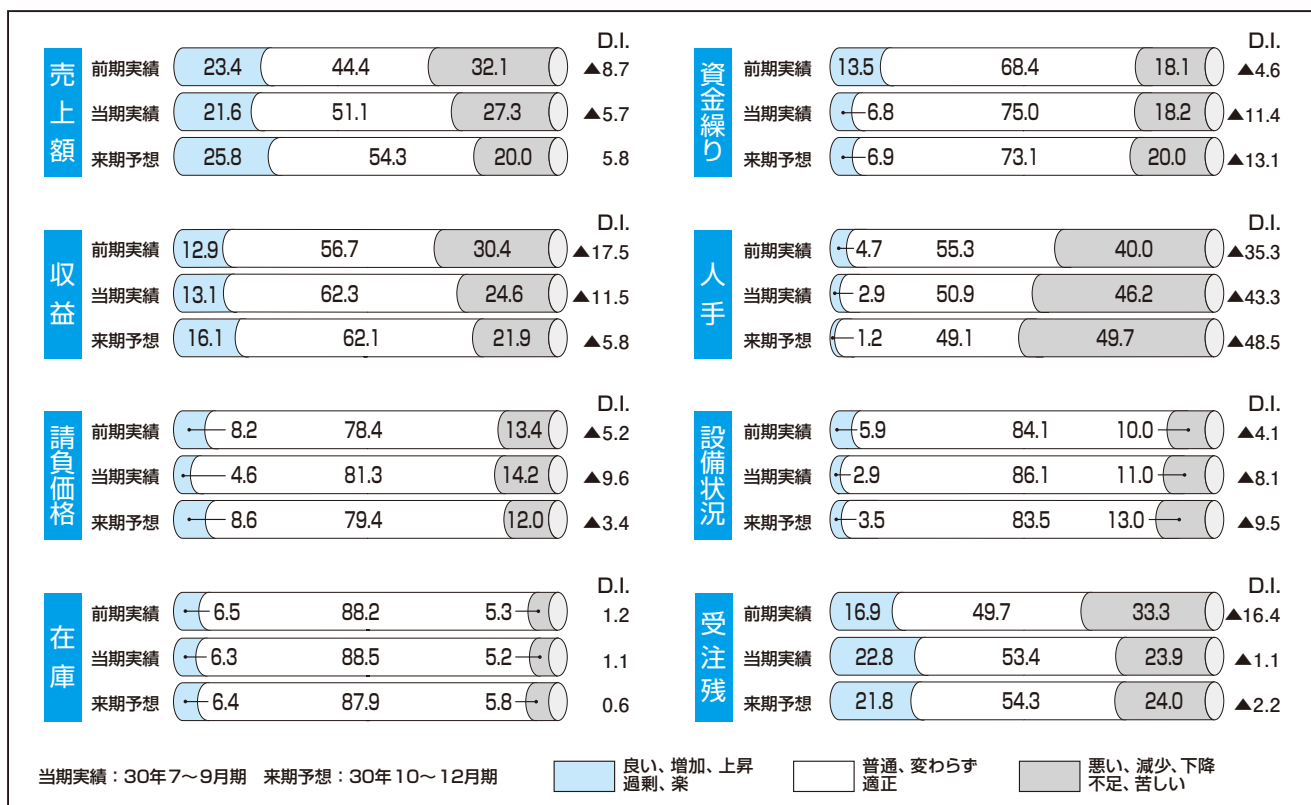 売上額
D.I.
前期実績 23.4 44.4 32.1 ▲8.7
当期実績 21.6 51.1 27.3 ▲5.7
来期予想 25.8 54.3 20.0 5.8
収益
D.I.
前期実績 12.9 56.7 30.4 ▲17.5
当期実績 13.1 62.3 24.6 ▲11.5
来期予想 16.1 62.1 21.9 ▲5.8
請負価格
D.I.
前期実績 8.2 78.4 13.4 ▲5.2
当期実績 4.6 81.3 14.2 ▲9.6
来期予想 8.6 79.4 12.0 ▲3.4
在庫
D.I.
前期実績 6.5 88.2 5.3 1.2
当期実績 6.3 88.5 5.2 1.1
来期予想 6.4 87.9 5.8 0.6
資金繰り
D.I.
前期実績 13.5 68.4 18.1 ▲4.6
当期実績 6.8 75.0 18.2 ▲11.4
来期予想 6.9 73.1 20.0 ▲13.1
人手
D.I.
前期実績 4.7 55.3 40.0 ▲35.3
当期実績 2.9 50.9 46.2 ▲43.3
来期予想 1.2 49.1 49.7 ▲48.5
設備状況
D.I.
前期実績 5.9 84.1 10.0 ▲4.1
当期実績 2.9 86.1 11.0 ▲8.1
来期予想 3.5 83.5 13.0 ▲9.5
受注残
D.I.
前期実績 16.9 49.7 33.3 ▲16.4
当期実績 22.8 53.4 23.9 ▲1.1
来期予想 21.8 54.3 24.0 ▲2.2
当期実績：30年7～9月期 来期予想：30年10～12月期
良い、増加、上昇
過剰、楽
普通、変わらず
適正
悪い、減少、下降
不足、苦しい